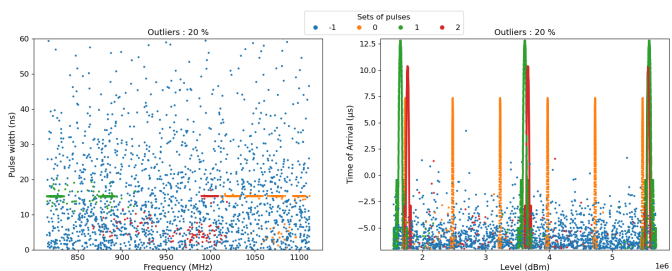 Sets of pulses
-1 0 1 2
Outliers : 20 %
Pulse width (ns)
60
50
40
30
20
10
0
850 900 950 1000 1050 1100
Frequency (MHz)
Outliers : 20 %
Time of Arrival (µs)
12.5
10.0
7.5
5.0
2.5
0.0
−2.5
−5.0
2 3 4 5
1e6
Level (dBm)